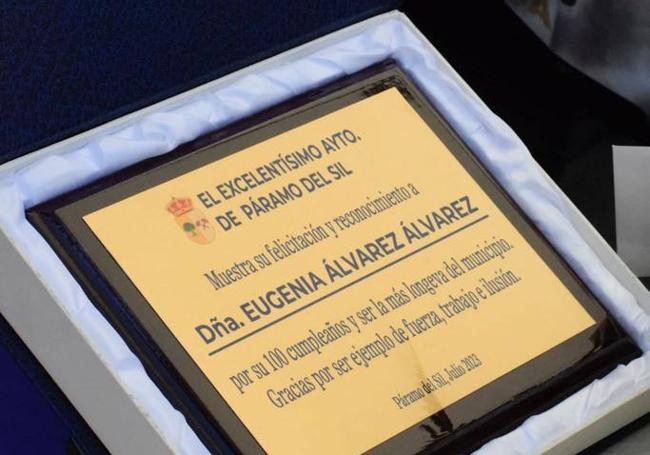 EL EXCELENTÍSIMO AYTO.
DE PÁRAMO DEL SIL
Muestra su felicitación y reconocimiento a
Dña. EUGENIA ÁLVAREZ ÁLVAREZ
por su 100 cumpleaños y ser la más longeva del municipio.
Gracias por ser ejemplo de fuerra, trabajo e ilusión.
Páramo del Sil, Julio 2023